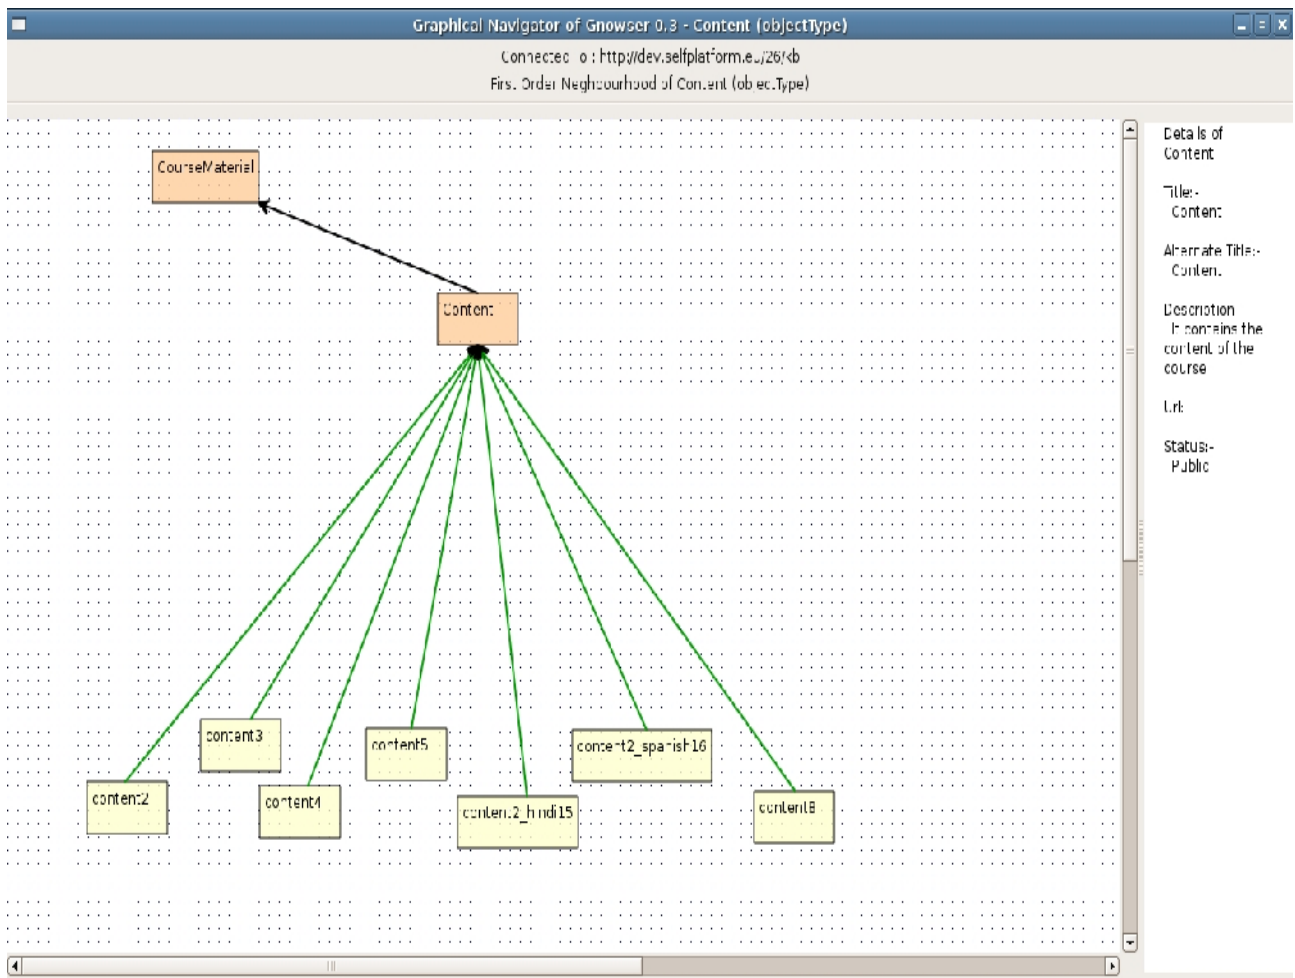 Graphical Navigator of Gnowser 0.3 - Content (objectType)
Connected To : http://dev.selfplatform.eu/26/kb
First Order Neghbourhood of Content (objectType)
CourseMaterial
Content
content3
content5
content2_spanish16
content2
content4
content2_hindi15
content8
Details of
Content
Title:-
Content
Alternate Title:-
Content
Description
It contains the
content of the
course
Url:
Status:-
Public